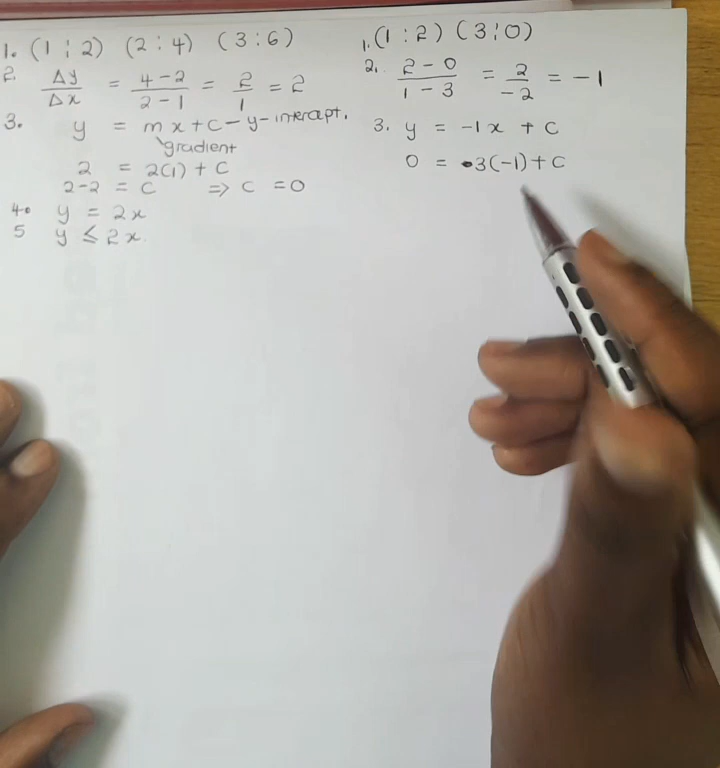 1. (1 ; 2) (2 ; 4) (3 ; 6)
2. Δy/Δx = 4-2/2-1 = 2/1 = 2
3. y = mx + c - y-intercept.
gradient
2 = 2(1) + c
2-2 = c => c = 0
4. y = 2x
5 y ≤ 2x.
1. (1 ; 2) (3 ; 0)
2. 2-0/1-3 = 2/-2 = -1
3. y = -1x + c
0 = 3(-1) + c